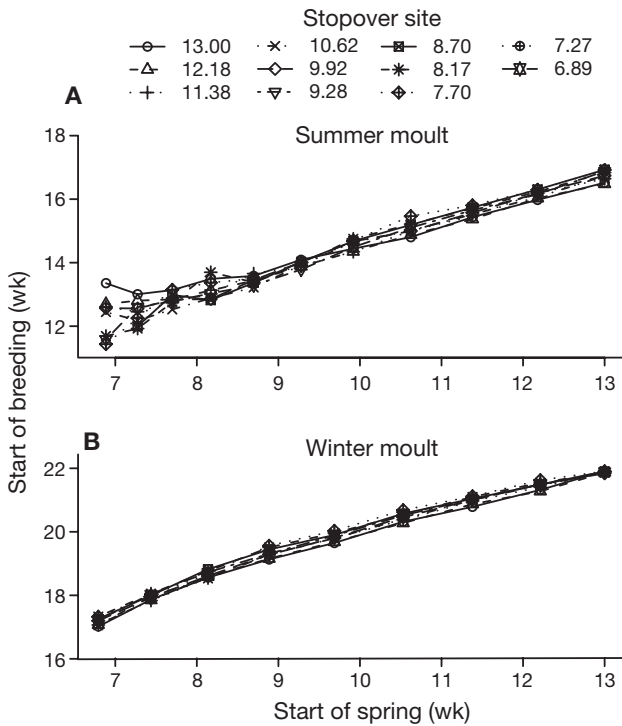 Stopover site
13.00 10.62 8.70 7.27
12.18 9.92 8.17 6.89
11.38 9.28 7.70
A
Summer moult
18
16
14
12
7 8 9 10 11 12 13
Start of breeding (wk)
B
Winter moult
22
20
18
16
7 8 9 10 11 12 13
Start of spring (wk)